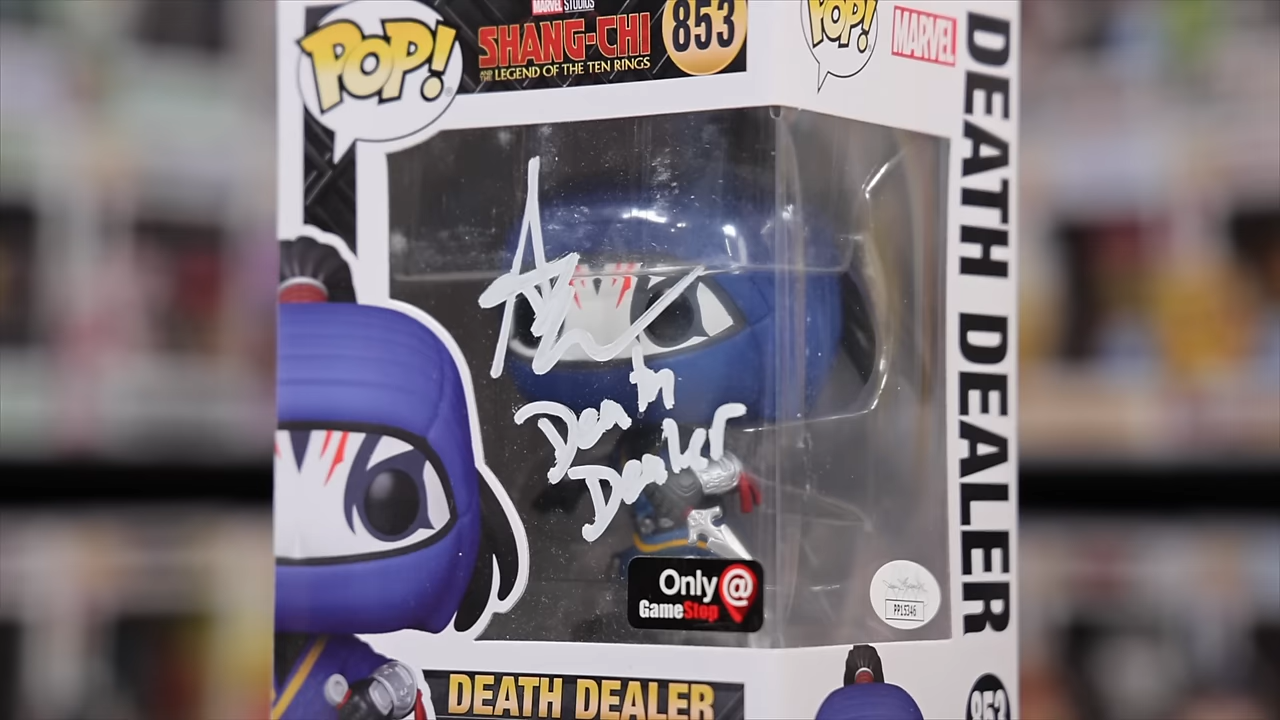 MARVEL STUDIOS
POP!
SHANG-CHI
AND THE LEGEND OF THE TEN RINGS
853
POP!
MARVEL
DEATH DEALER
Death
Dealer
Only@
GameStop
PP15346
DEATH DEALER
853